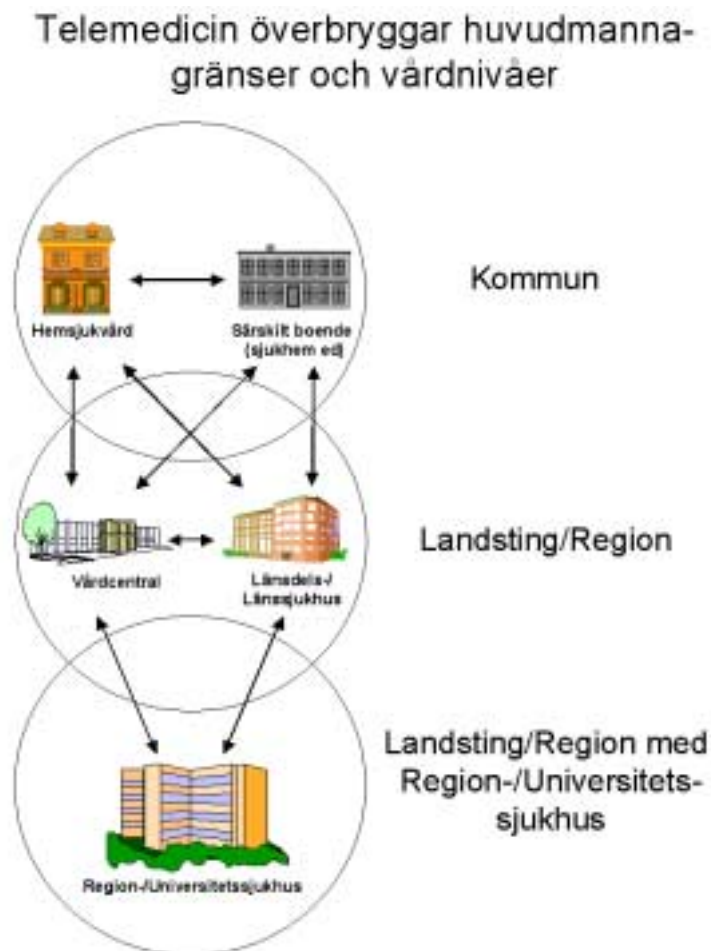 Telemedicin överbryggar huvudmanna-
gränser och vårdnivåer
Kommun
Hemsjukvård
Särskilt boende
(sjukhem ed)
Landsting/Region
Vårdcentral
Länsdels-/
Länssjukhus
Landsting/Region med
Region-/Universitets-
sjukhus
Region-/Universitetssjukhus